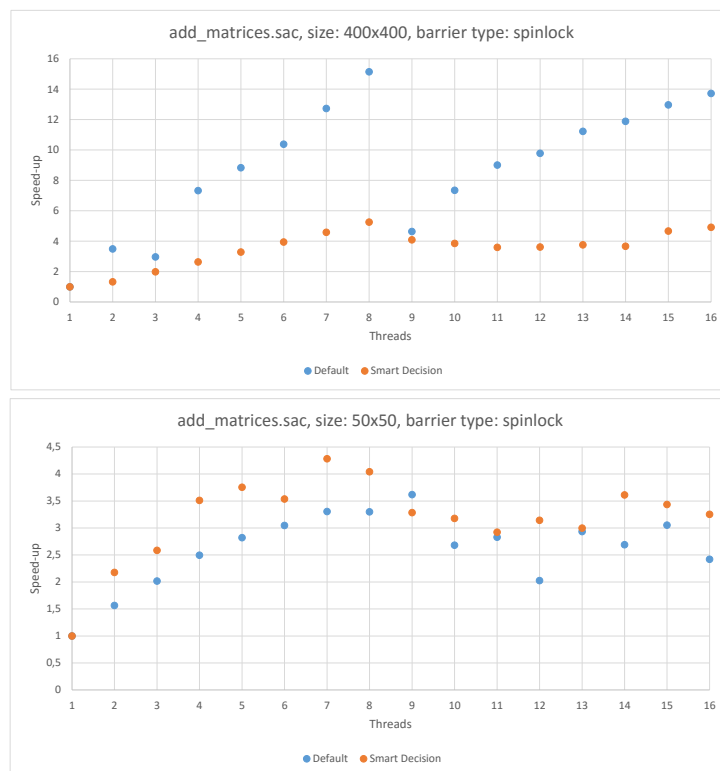 add_matrices.sac, size: 400x400, barrier type: spinlock
16
14
12
10
8
6
4
2
0
Speed-up
1 2 3 4 5 6 7 8 9 10 11 12 13 14 15 16
Threads
Default Smart Decision
add_matrices.sac, size: 50x50, barrier type: spinlock
4,5
4
3,5
3
2,5
2
1,5
1
0,5
0
Speed-up
1 2 3 4 5 6 7 8 9 10 11 12 13 14 15 16
Threads
Default Smart Decision